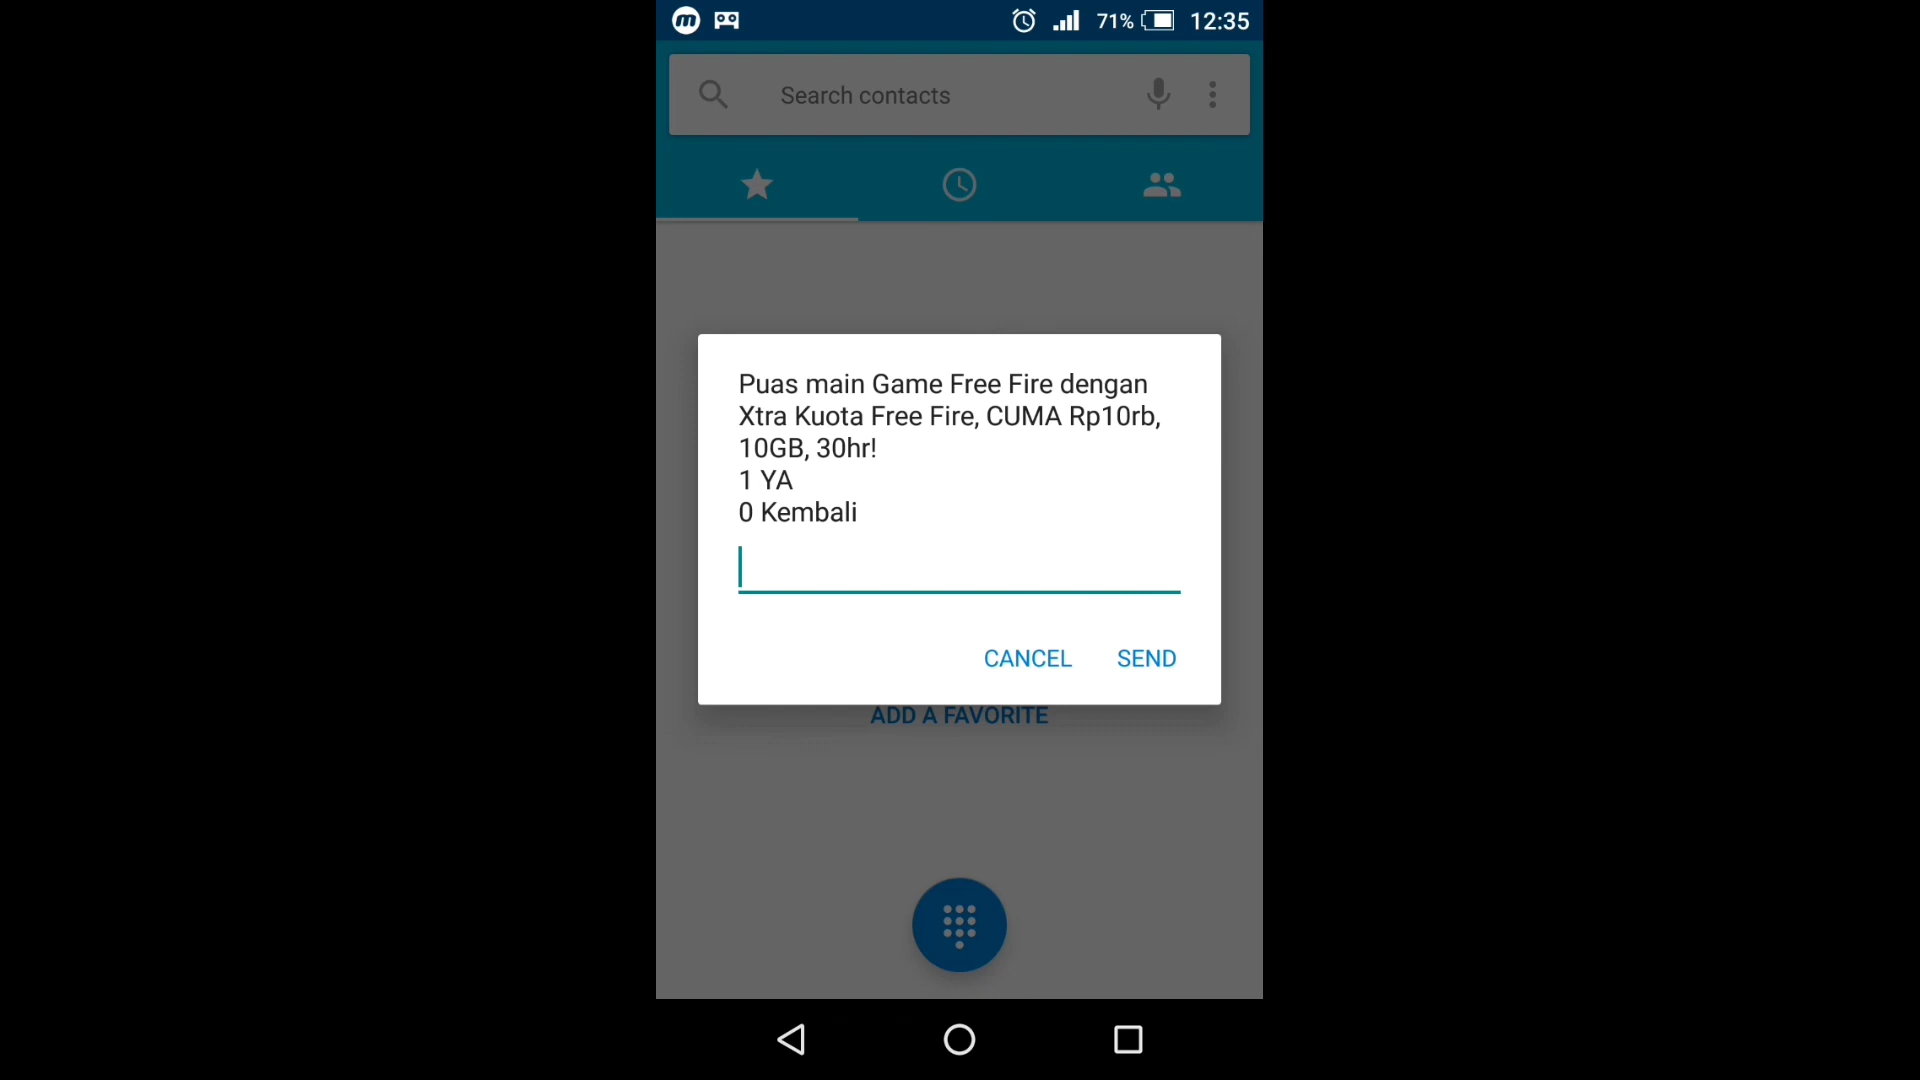 71% 12:35
Search contacts
Puas main Game Free Fire dengan
Xtra Kuota Free Fire, CUMA Rp10rb,
10GB, 30hr!
1 YA
0 Kembali
CANCEL SEND
ADD A FAVORITE